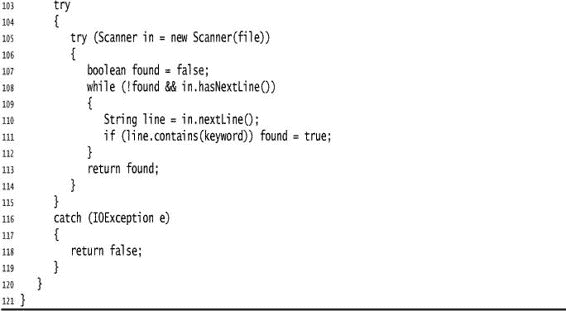 103 try
104 {
105 try (Scanner in = new Scanner(file))
106 {
107 boolean found = false;
108 while (!found && in.hasNextLine())
109 {
110 String line = in.nextLine();
111 if (line.contains(keyword)) found = true;
112 }
113 return found;
114 }
115 }
116 catch (IOException e)
117 {
118 return false;
119 }
120 }
121 }